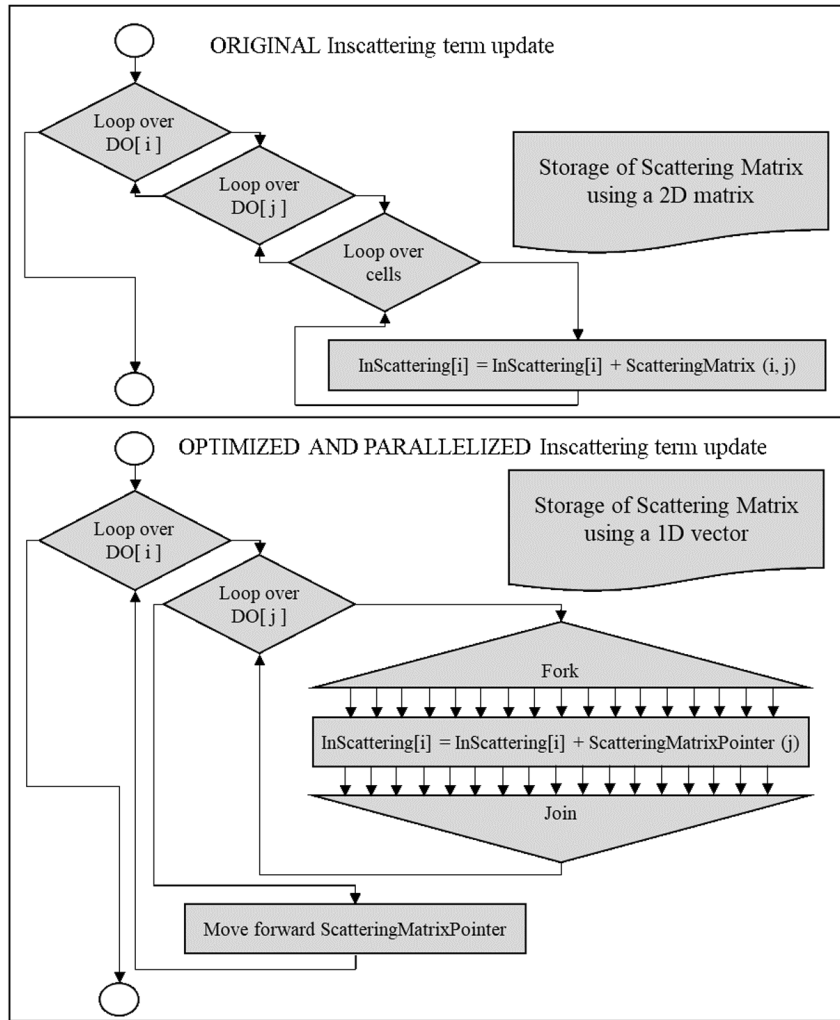 ORIGINAL Inscattering term update
Loop over
DO[ i ]
Loop over
DO[ j ]
Loop over
cells
Storage of Scattering Matrix
using a 2D matrix
InScattering[i] = InScattering[i] + ScatteringMatrix (i, j)
OPTIMIZED AND PARALLELIZED Inscattering term update
Loop over
DO[ i ]
Loop over
DO[ j ]
Storage of Scattering Matrix
using a 1D vector
Fork
InScattering[i] = InScattering[i] + ScatteringMatrixPointer (j)
Join
Move forward ScatteringMatrixPointer